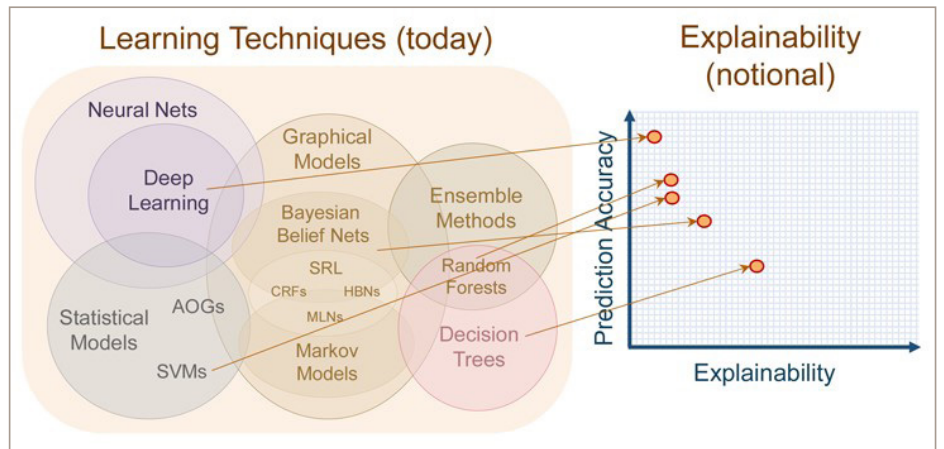 Learning Techniques (today)
Explainability
(notional)
Neural Nets
Deep
Learning
Graphical
Models
Bayesian
Belief Nets
SRL
CRFs
HBNs
MLNs
Markov
Models
Ensemble
Methods
Random
Forests
Decision
Trees
Statistical
Models
AOGs
SVMs
Prediction Accuracy
Explainability